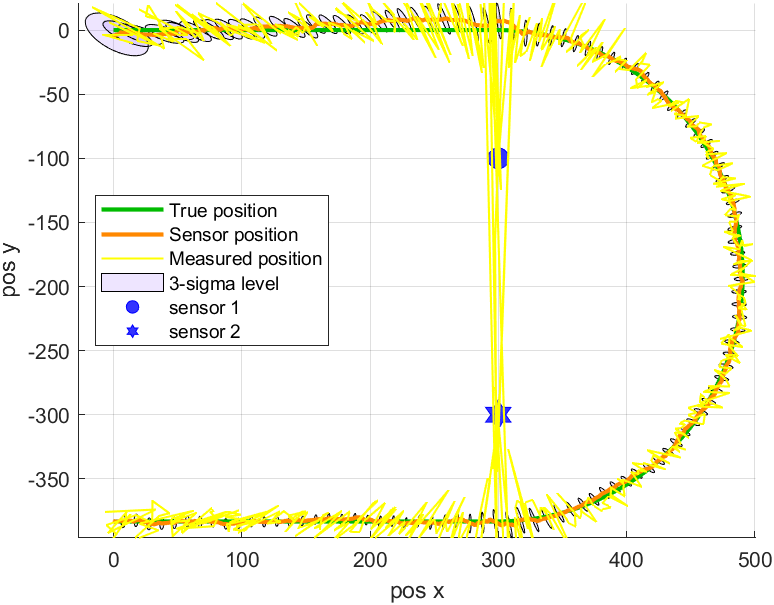 0
-50
-100
-150
-200
-250
-300
-350
pos y
True position
Sensor position
Measured position
3-sigma level
sensor 1
sensor 2
0 100 200 300 400 500
pos x